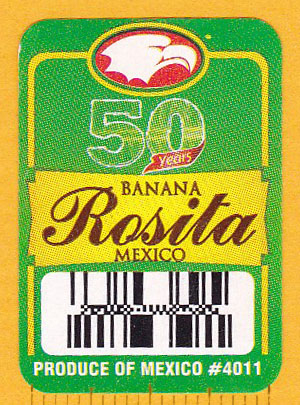 50
Years
BANANA
Rosita
MEXICO
PRODUCE OF MEXICO #4011